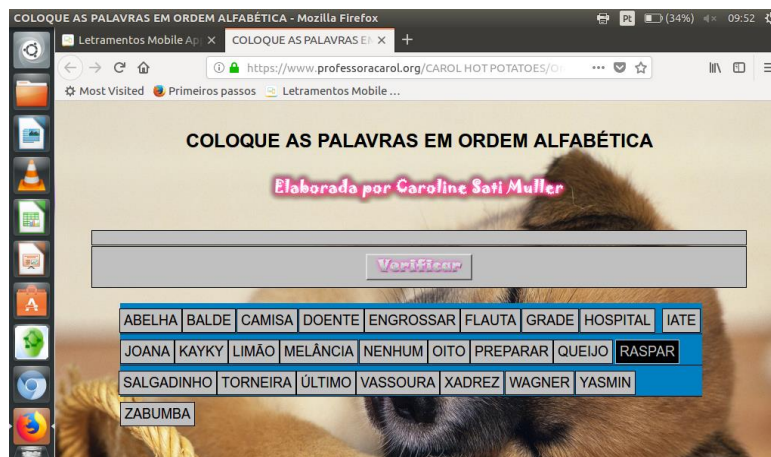 COLOQUE AS PALAVRAS EM ORDEM ALFABÉTICA - Mozilla Firefox Pt (34%) 09:52
Letramentos Mobile Ap COLOQUE AS PALAVRAS E
https://www.professoracarol.org/CAROL HOT POTATOES/O
Most Visited Primeiros passos Letramentos Mobile ...
COLOQUE AS PALAVRAS EM ORDEM ALFABÉTICA
Elaborada por Caroline Sati Muller
Verificar
ABELHA BALDE CAMISA DOENTE ENGROSSAR FLAUTA GRADE HOSPITAL IATE
JOANA KAYKY LIMÃO MELÂNCIA NENHUM OITO PREPARAR QUEIJO RASPAR
SALGADINHO TORNEIRA ÚLTIMO VASSOURA XADREZ WAGNER YASMIN
ZABUMBA